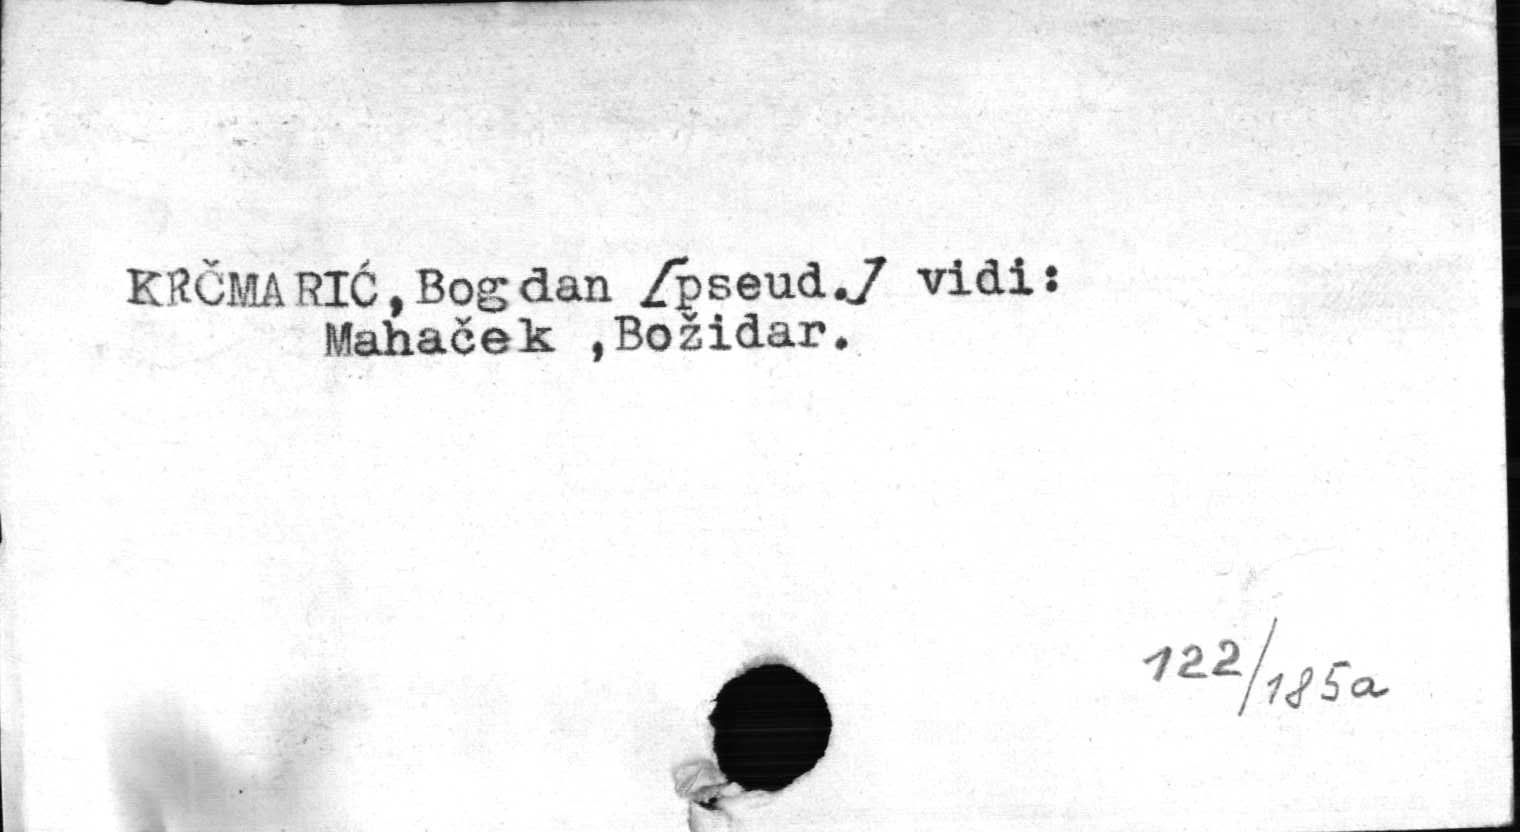 KRČMARIĆ, Bogdan [pseud.] vidi:
Mahaček ,Božidar.
122/185a